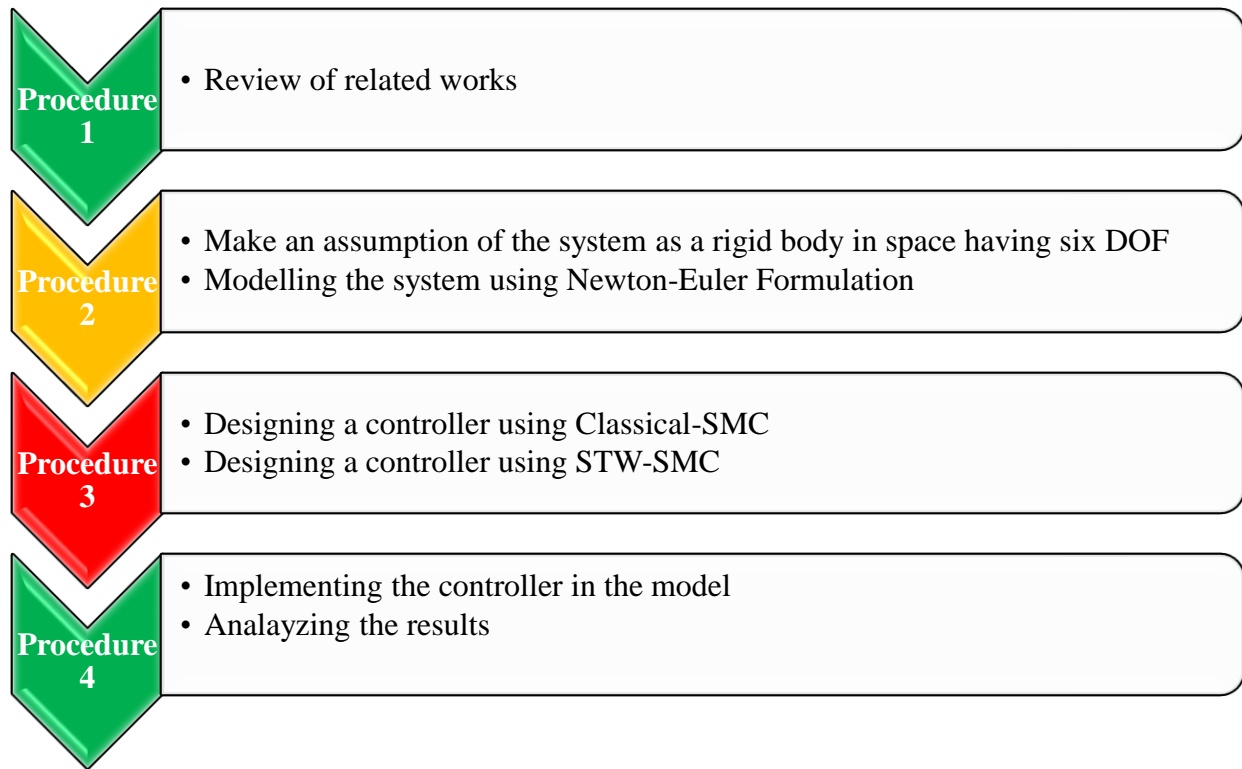 Procedure
1
• Review of related works
Procedure
2
• Make an assumption of the system as a rigid body in space having six DOF
• Modelling the system using Newton-Euler Formulation
Procedure
3
• Designing a controller using Classical-SMC
• Designing a controller using STW-SMC
Procedure
4
• Implementing the controller in the model
• Analayzing the results